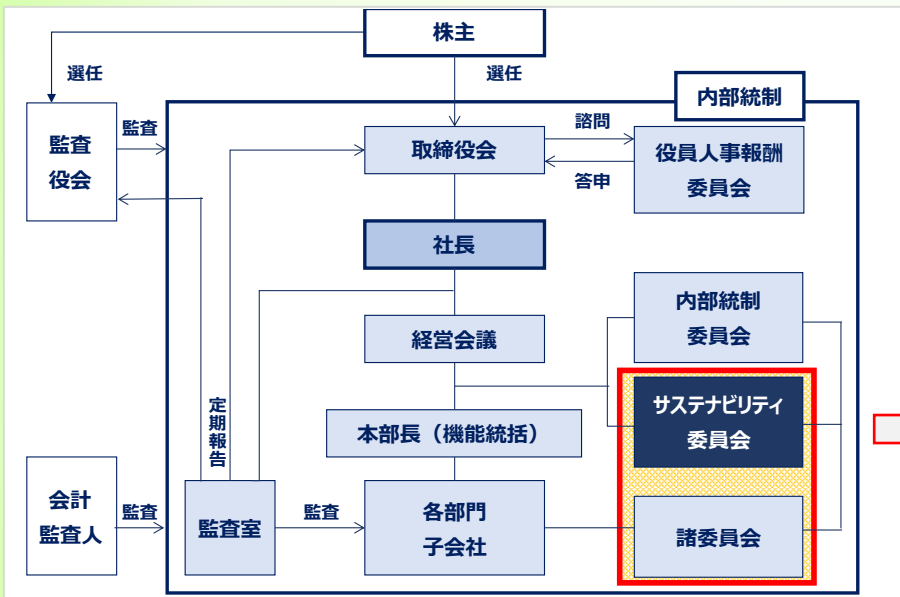 株主
選任
選任
内部統制
監査
役会
監査
取締役会
諮問
答申
役員人事報酬
委員会
社長
内部統制
委員会
経営会議
サステナビリティ
委員会
定期報告
本部長（機能統括）
会計
監査人
監査
監査室
監査
各部門
子会社
諸委員会